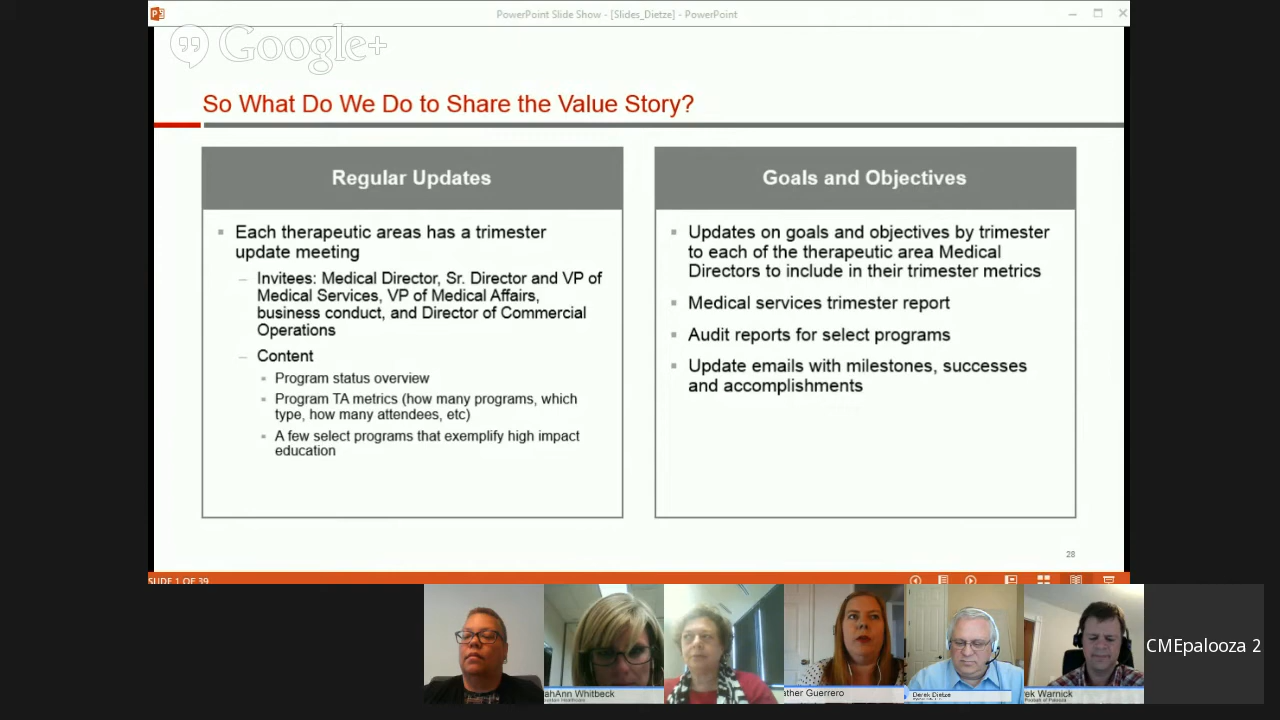 PowerPoint Slide Show - [Slides_Dietze] - PowerPoint
Google+
So What Do We Do to Share the Value Story?
Regular Updates
Each therapeutic areas has a trimester
update meeting
– Invitees: Medical Director, Sr. Director and VP of
Medical Services, VP of Medical Affairs,
business conduct, and Director of Commercial
Operations
– Content
Program status overview
Program TA metrics (how many programs, which
type, how many attendees, etc)
A few select programs that exemplify high impact
education
Goals and Objectives
Updates on goals and objectives by trimester
to each of the therapeutic area Medical
Directors to include in their trimester metrics
Medical services trimester report
Audit reports for select programs
Update emails with milestones, successes
and accomplishments
28
SLIDE 1 OF 39
ahAnn Whitbeck
ather Guerrero
Derek Dietze
ek Warnick
CMEpalooza 2